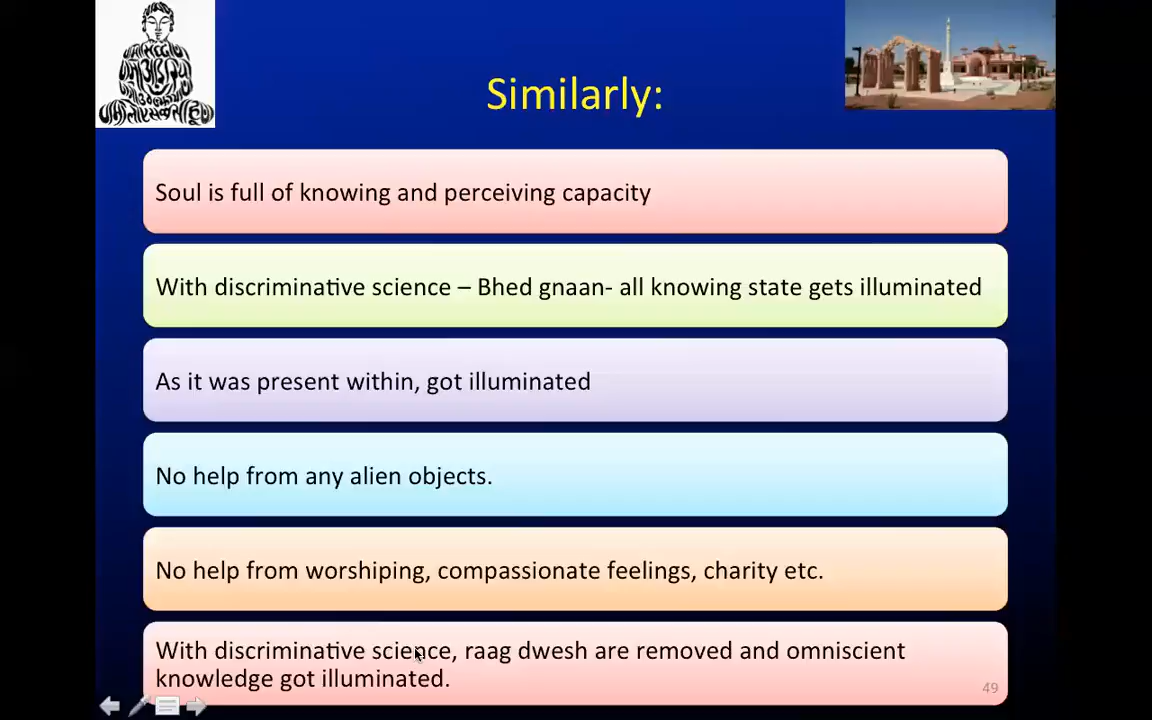 Similarly:
Soul is full of knowing and perceiving capacity
With discriminative science – Bhed gnaan- all knowing state gets illuminated
As it was present within, got illuminated
No help from any alien objects.
No help from worshiping, compassionate feelings, charity etc.
With discriminative science, raag dwesh are removed and omniscient
knowledge got illuminated.
49